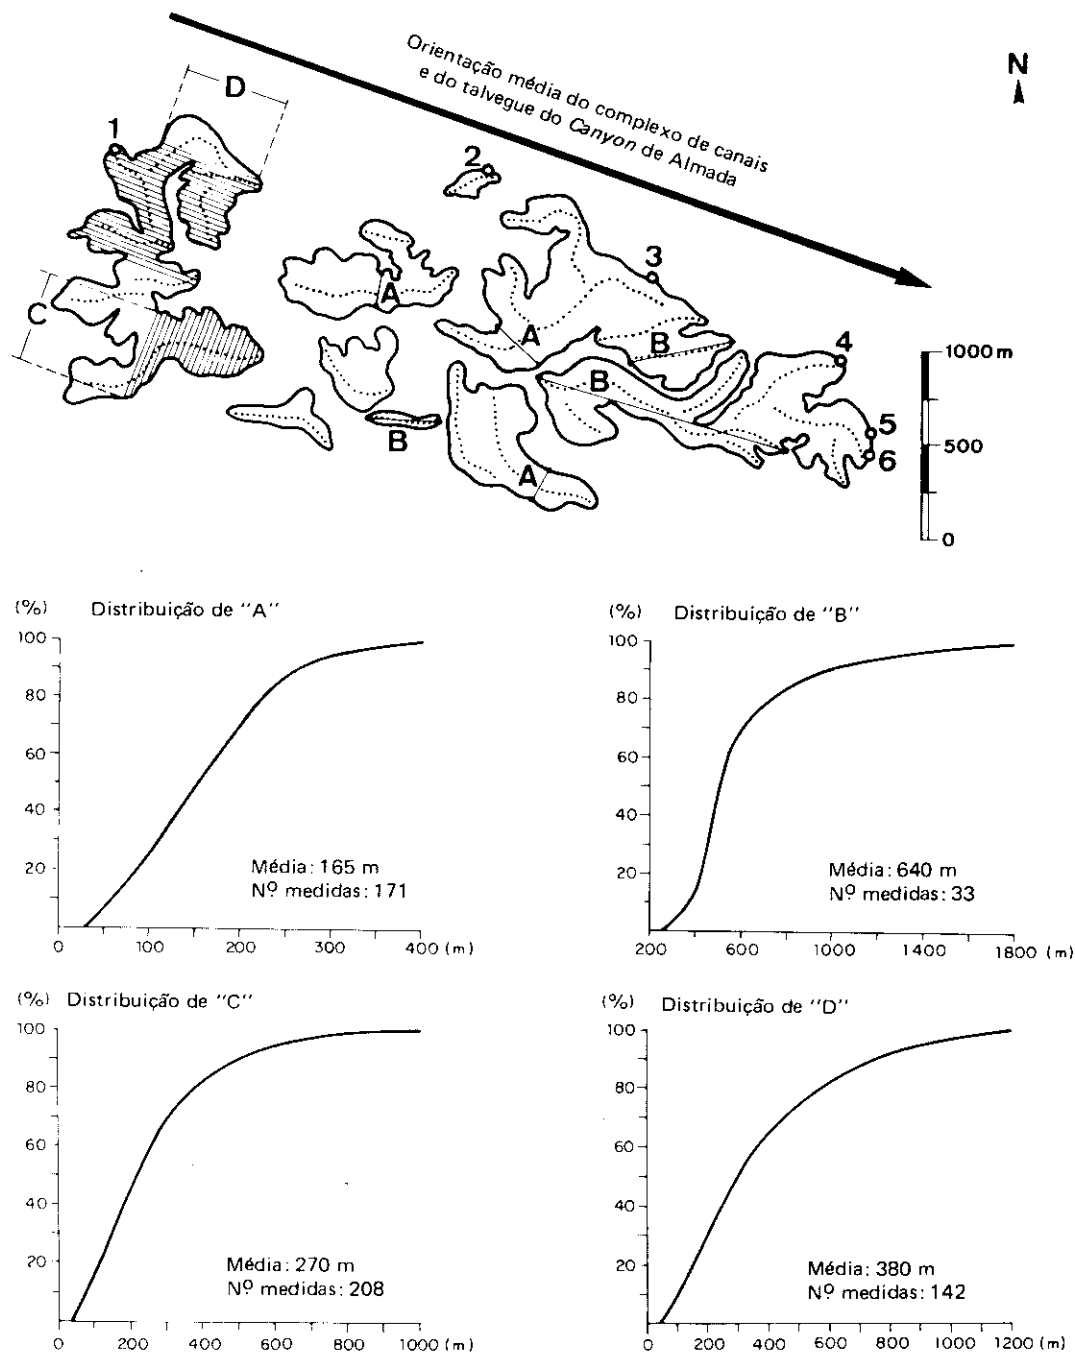 Orientação média do complexo de canais
e do talvegue do Canyon de Almada
N
D
1
2
3
C
A
A
B
B
4
1000 m
5
500
6
B
A
0
(%) Distribuição de "A"
100
80
60
40
20
Média: 165 m
Nº medidas: 171
0 100 200 300 400 (m)
(%) Distribuição de "B"
100
80
60
40
20
Média: 640 m
Nº medidas: 33
200 600 1000 1400 1800 (m)
(%) Distribuição de "C"
100
80
60
40
20
Média: 270 m
Nº medidas: 208
0 200 400 600 800 1000 (m)
(%) Distribuição de "D"
100
80
60
40
20
Média: 380 m
Nº medidas: 142
0 200 400 600 800 1000 1200 (m)